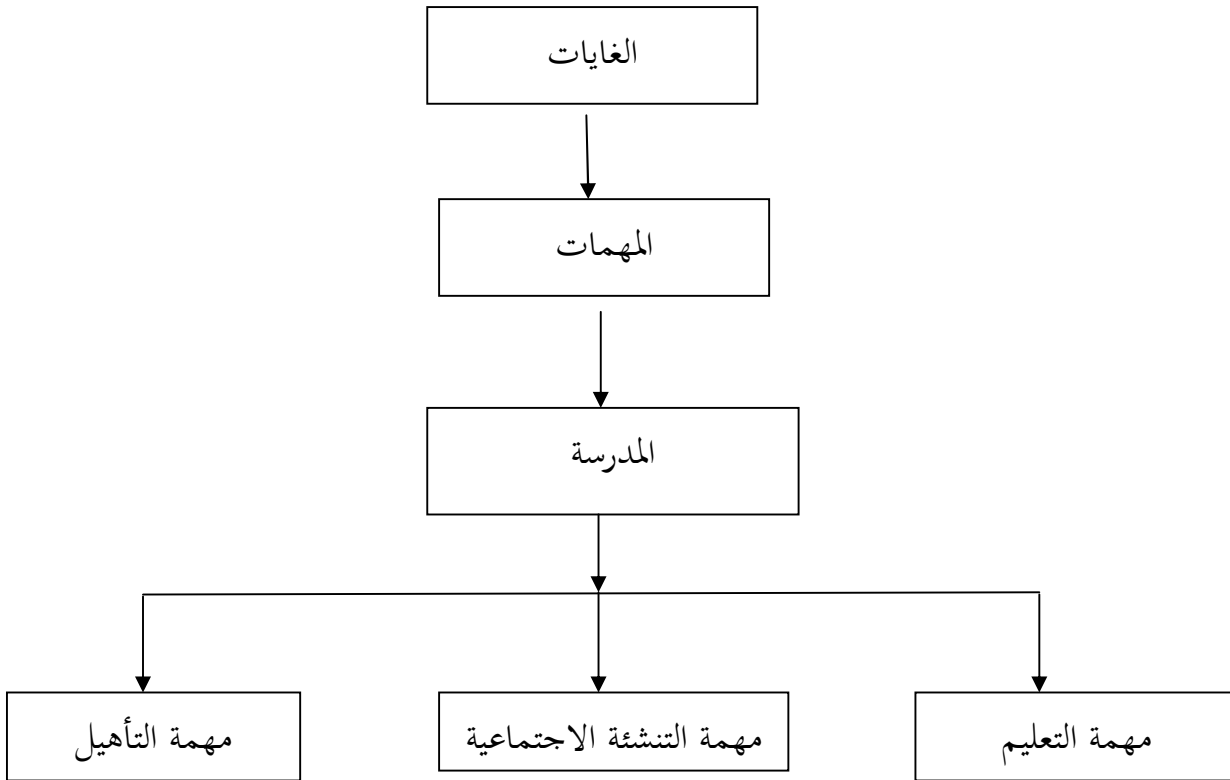 الغايات
المهمات
المدرسة
مهمة التعليم
مهمة التنشئة الاجتماعية
مهمة التأهيل